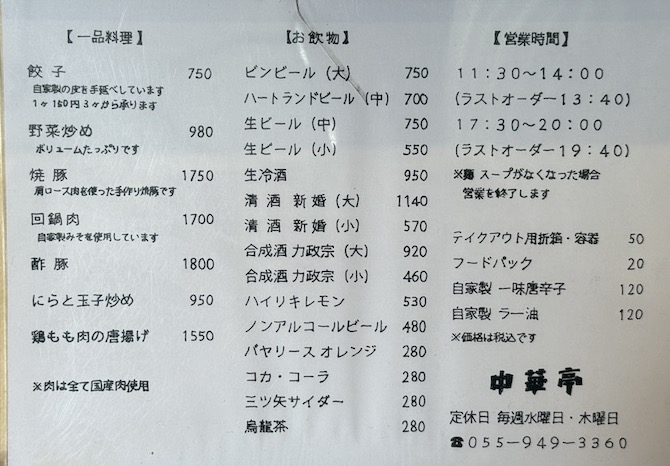 【一品料理】
餃子 750
自家製の皮を手延べしています
1ヶ150円 3ヶから承ります
野菜炒め 980
ボリュームたっぷりです
焼豚 1750
肩ロース肉を使った手作り焼豚です
回鍋肉 1700
自家製みそを使用しています
酢豚 1800
にらと玉子炒め 950
鶏もも肉の唐揚げ 1550
※肉は全て国産肉使用
【お飲物】
ビンビール(大) 750
ハートランドビール(中) 700
生ビール(中) 750
生ビール(小) 550
生冷酒 950
清酒 新婚(大) 1140
清酒 新婚(小) 570
合成酒 力政宗(大) 920
合成酒 力政宗(小) 460
ハイリキレモン 530
ノンアルコールビール 480
バヤリース オレンジ 280
コカ・コーラ 280
三ツ矢サイダー 280
烏龍茶 280
【営業時間】
11:30〜14:00
(ラストオーダー13:40)
17:30〜20:00
(ラストオーダー19:40)
※麺 スープがなくなった場合
営業を終了します
テイクアウト用折箱・容器 50
フードパック 20
自家製 一味唐辛子 120
自家製 ラー油 120
※価格は税込です
中華亭
定休日 毎週水曜日・木曜日
☎055-949-3360